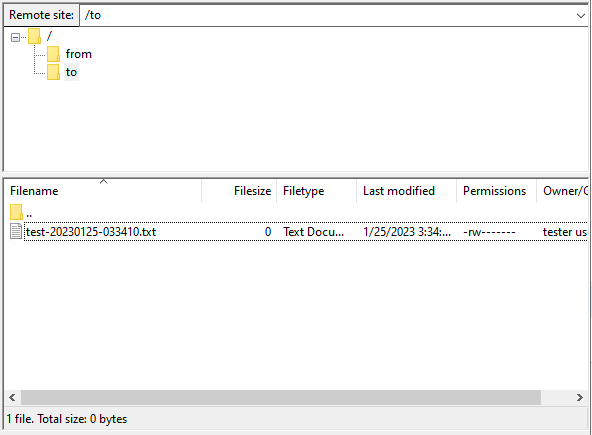 Remote site: /to
/
from
to
Filename Filesize Filetype Last modified Permissions Owner/G
..
test-20230125-033410.txt 0 Text Docu... 1/25/2023 3:34:... -rw------- tester us
1 file. Total size: 0 bytes